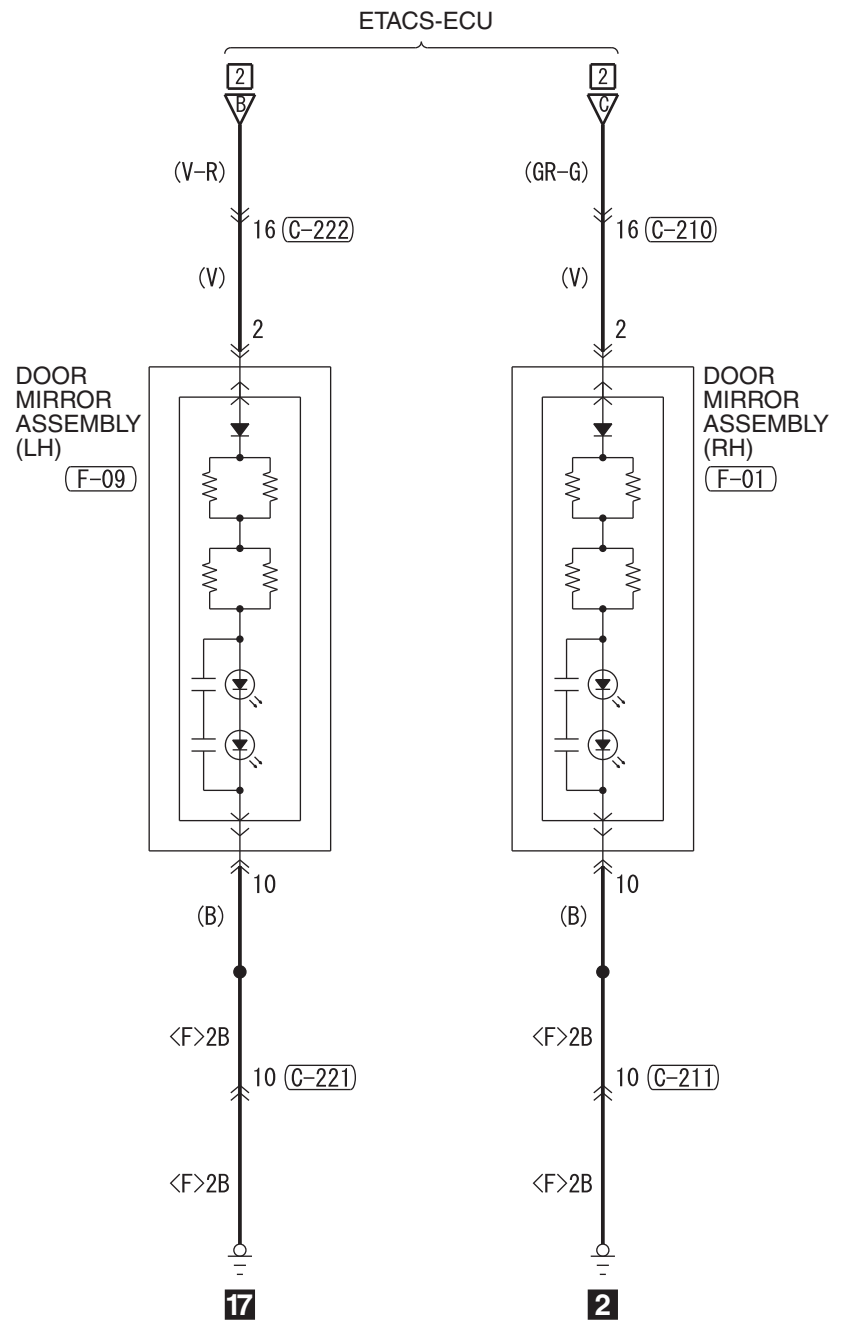 ETACS-ECU
2 2
B C
(V-R) (GR-G)
16 C-222 16 C-210
(V) (V)
2 2
DOOR
MIRROR
ASSEMBLY
(LH)
F-09
DOOR
MIRROR
ASSEMBLY
(RH)
F-01
10 10
(B) (B)
<F>2B <F>2B
10 C-221 10 C-211
<F>2B <F>2B
17 2